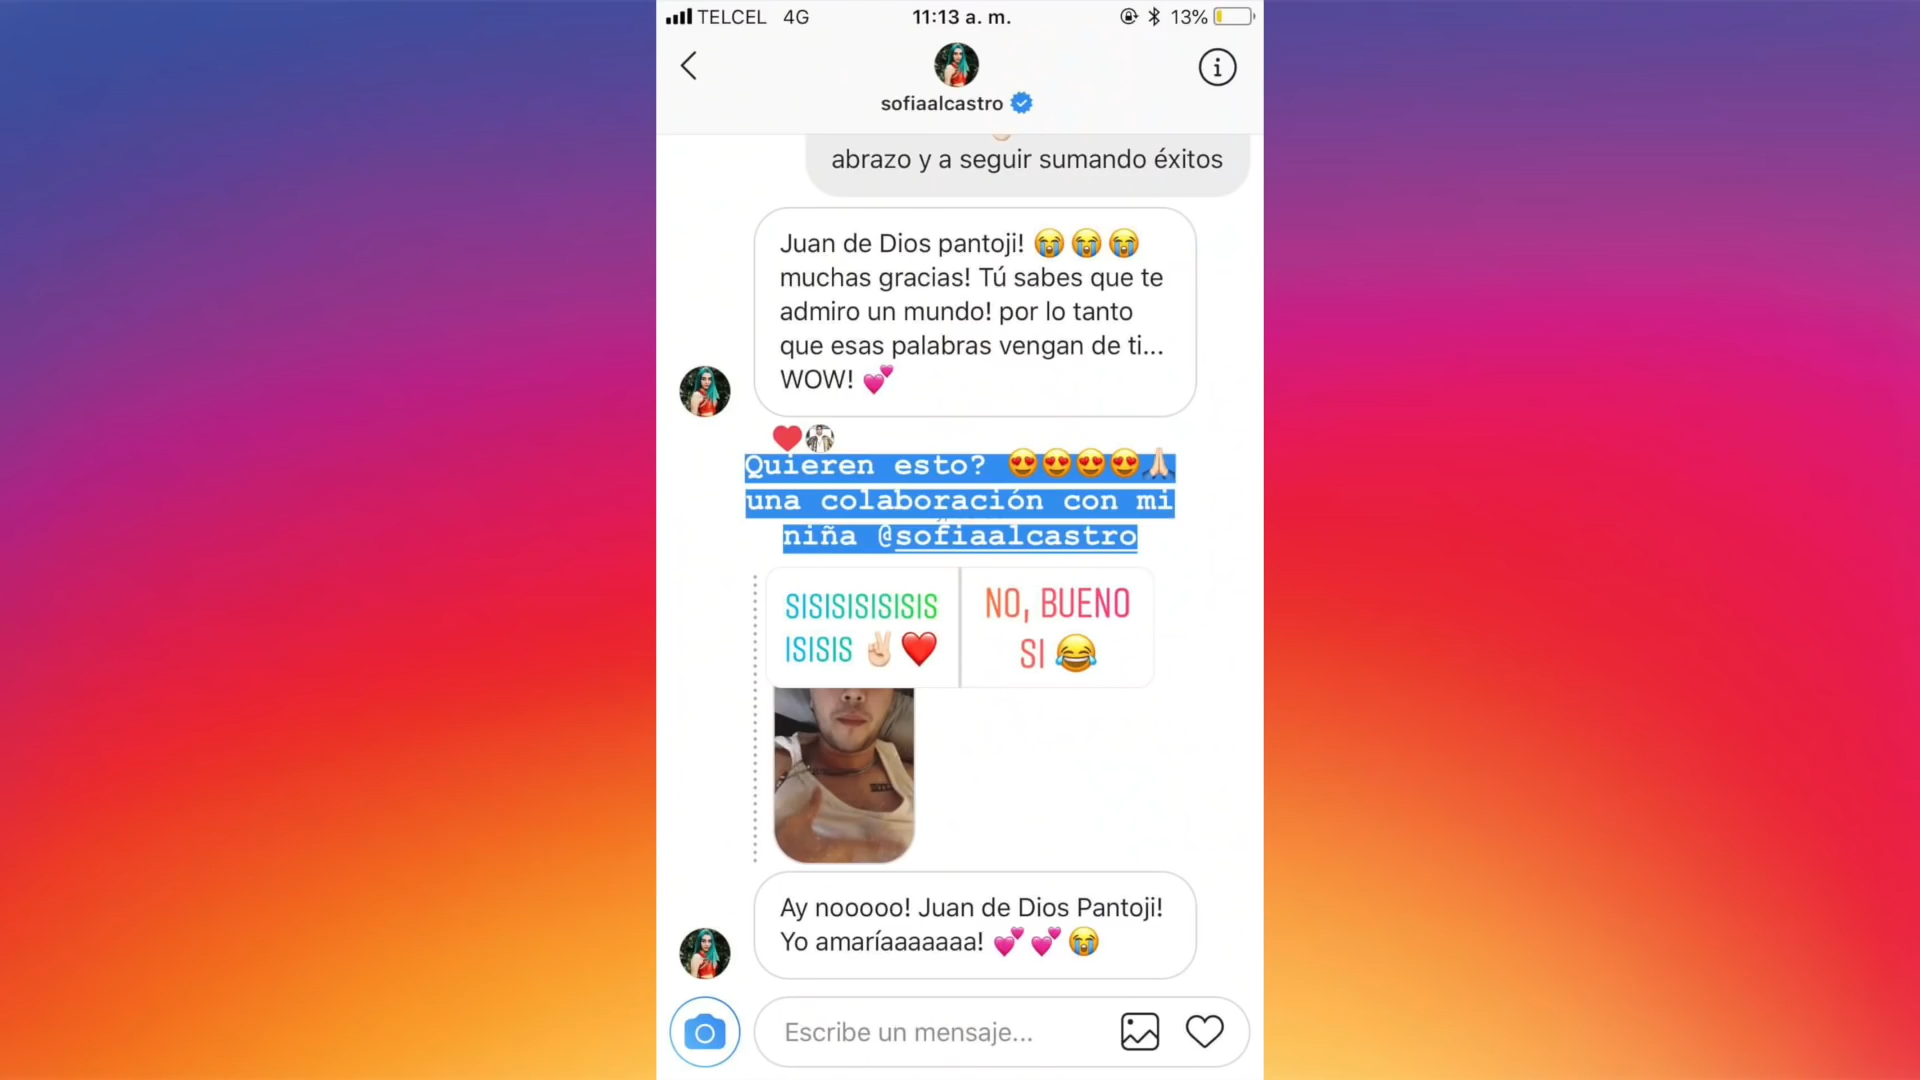 TELCEL 4G 11:13 a. m. 13%
sofiaalcastro
abrazo y a seguir sumando éxitos
Juan de Dios pantoji! 😭😭😭
muchas gracias! Tú sabes que te
admiro un mundo! por lo tanto
que esas palabras vengan de ti...
WOW! 💕
Quieren esto? 😍😍😍😍🙏🏻
una colaboración con mi
niña @sofiaalcastro
SISISISISISIS
ISISIS ✌🏻❤️
NO, BUENO
SI 😂
Ay nooooo! Juan de Dios Pantoji!
Yo amaríaaaaaaa! 💕💕😭
Escribe un mensaje...